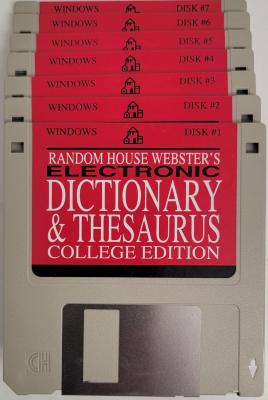 WINDOWS DISK #7
WINDOWS DISK #6
WINDOWS DISK #5
WINDOWS DISK #4
WINDOWS DISK #3
WINDOWS DISK #2
WINDOWS DISK #1
RANDOM HOUSE WEBSTER'S
ELECTRONIC
DICTIONARY
& THESAURUS
COLLEGE EDITION